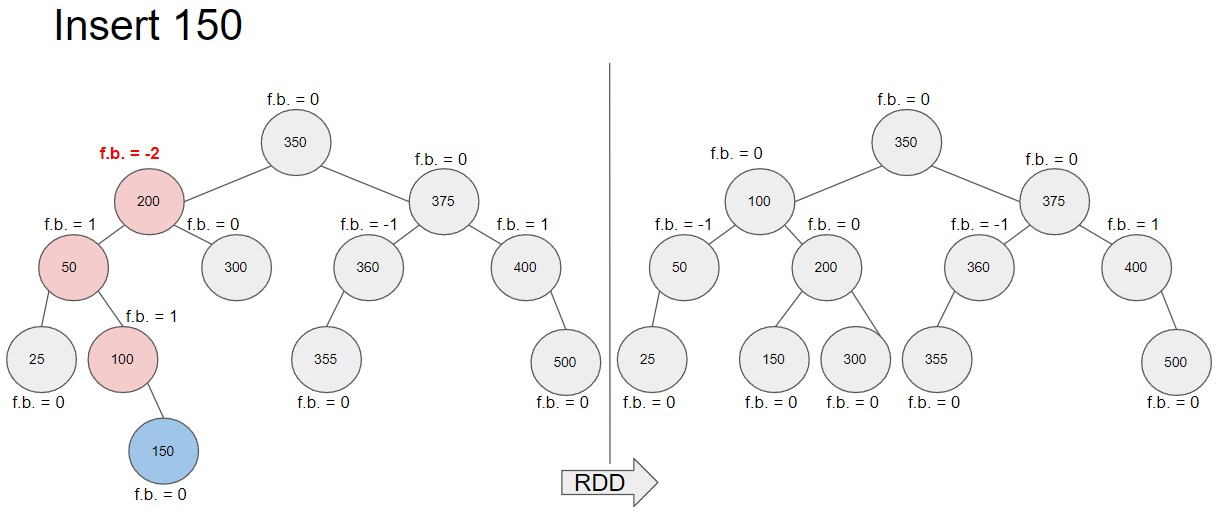 Insert 150
f.b. = 0
350
f.b. = -2
200
f.b. = 0
375
f.b. = 1
50
f.b. = 0
300
f.b. = -1
360
f.b. = 1
400
25
f.b. = 0
f.b. = 1
100
355
f.b. = 0
500
f.b. = 0
150
f.b. = 0
RDD
f.b. = 0
350
f.b. = 0
100
f.b. = 0
375
f.b. = -1
50
f.b. = 0
200
f.b. = -1
360
f.b. = 1
400
25
f.b. = 0
150
f.b. = 0
300
f.b. = 0
355
f.b. = 0
500
f.b. = 0